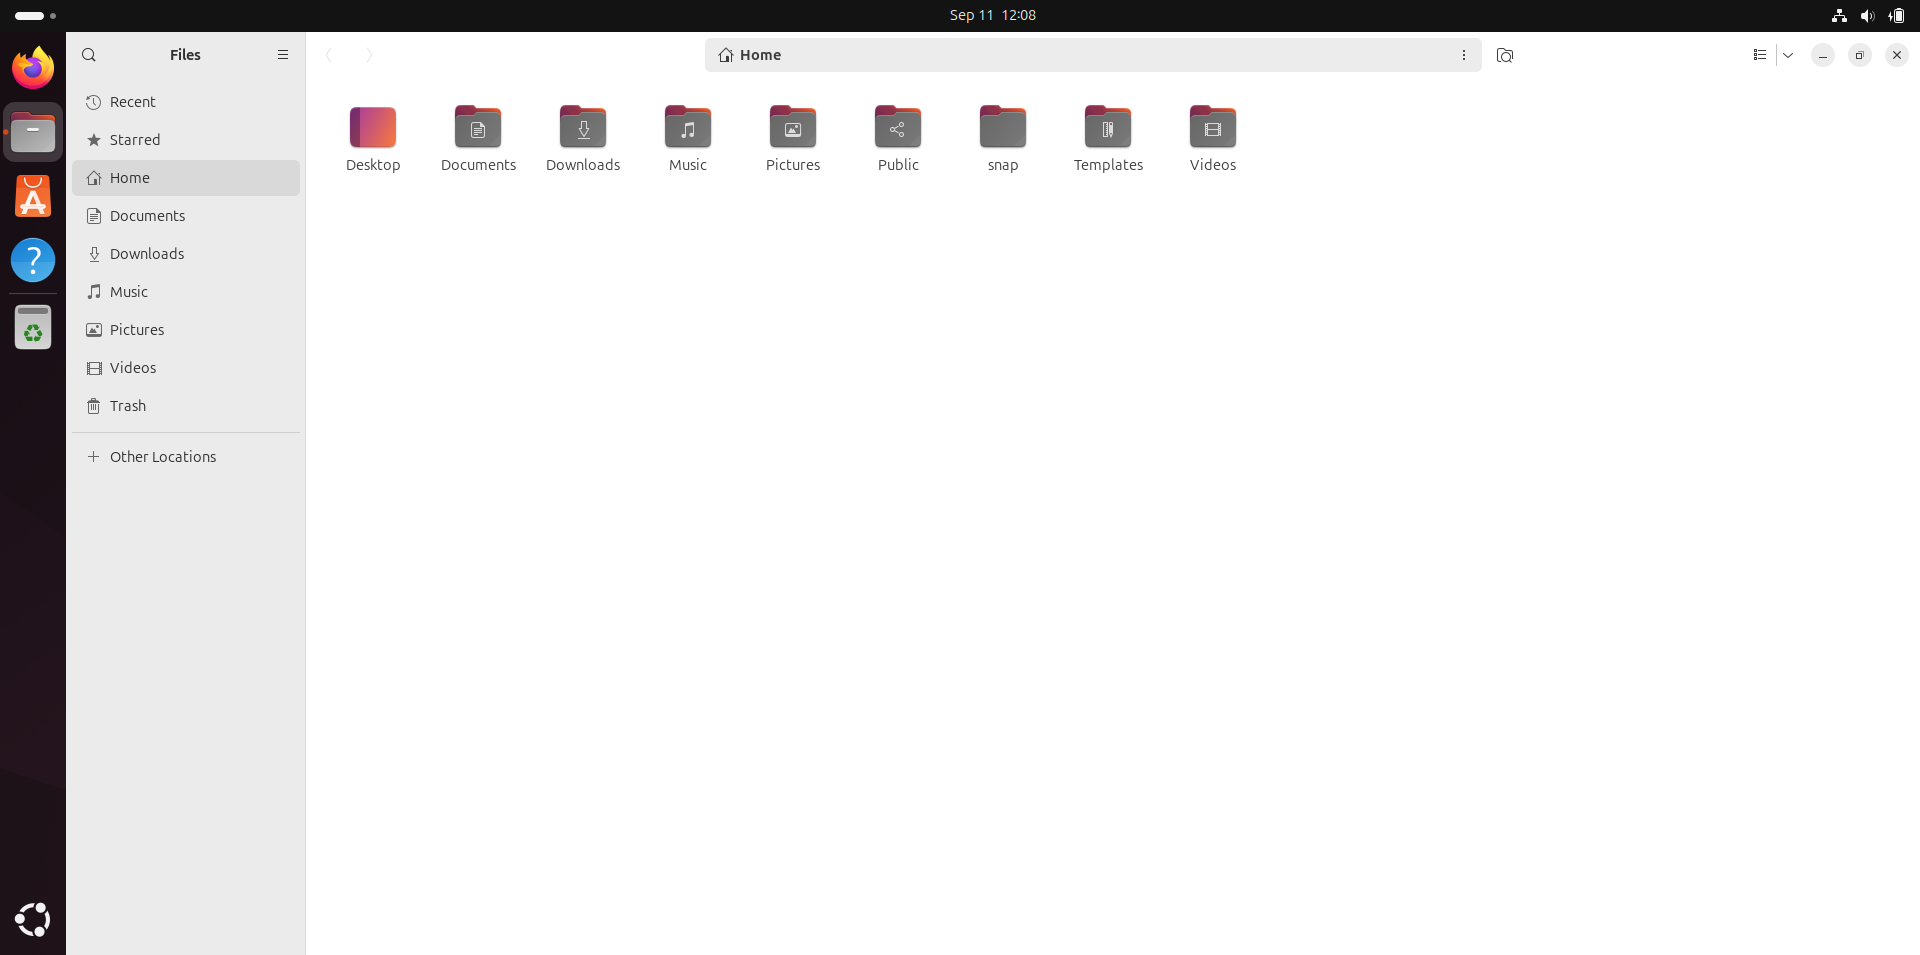 Sep 11 12:08
Files
Home
Recent
Starred
Home
Documents
Downloads
Music
Pictures
Videos
Trash
Other Locations
Desktop
Documents
Downloads
Music
Pictures
Public
snap
Templates
Videos